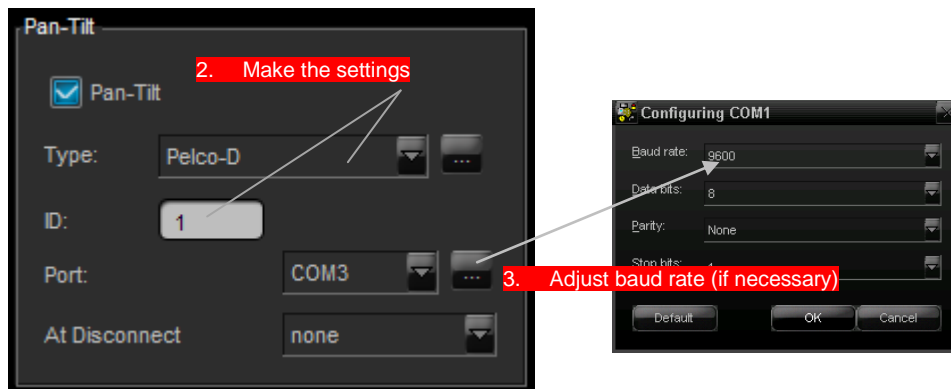 Pan-Tilt
2. Make the settings
Pan-Tilt
Type: Pelco-D ...
ID: 1
Port: COM3 ...
At Disconnect none
Configuring COM1
Baud rate: 9600
Data bits: 8
Parity: None
Stop bits:
3. Adjust baud rate (if necessary)
Default OK Cancel